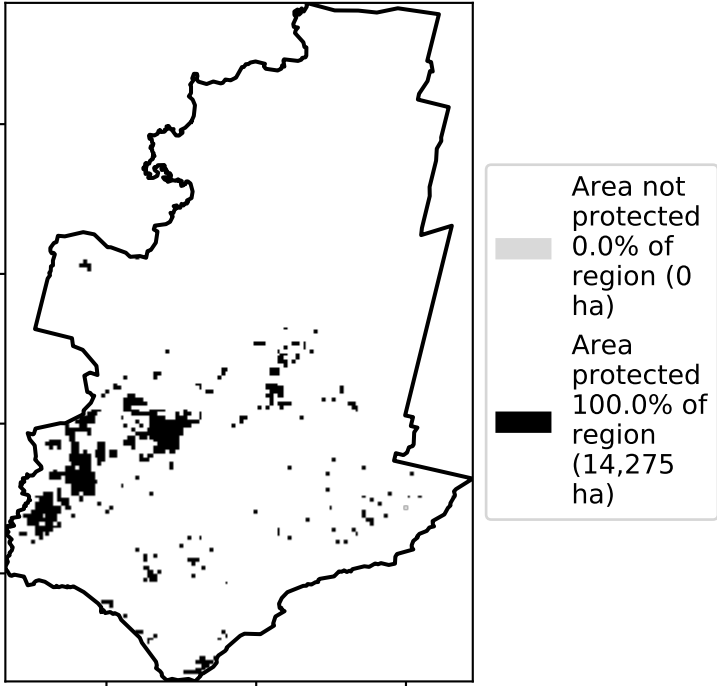 Area not
protected
0.0% of
region (0
ha)
Area
protected
100.0% of
region
(14,275
ha)